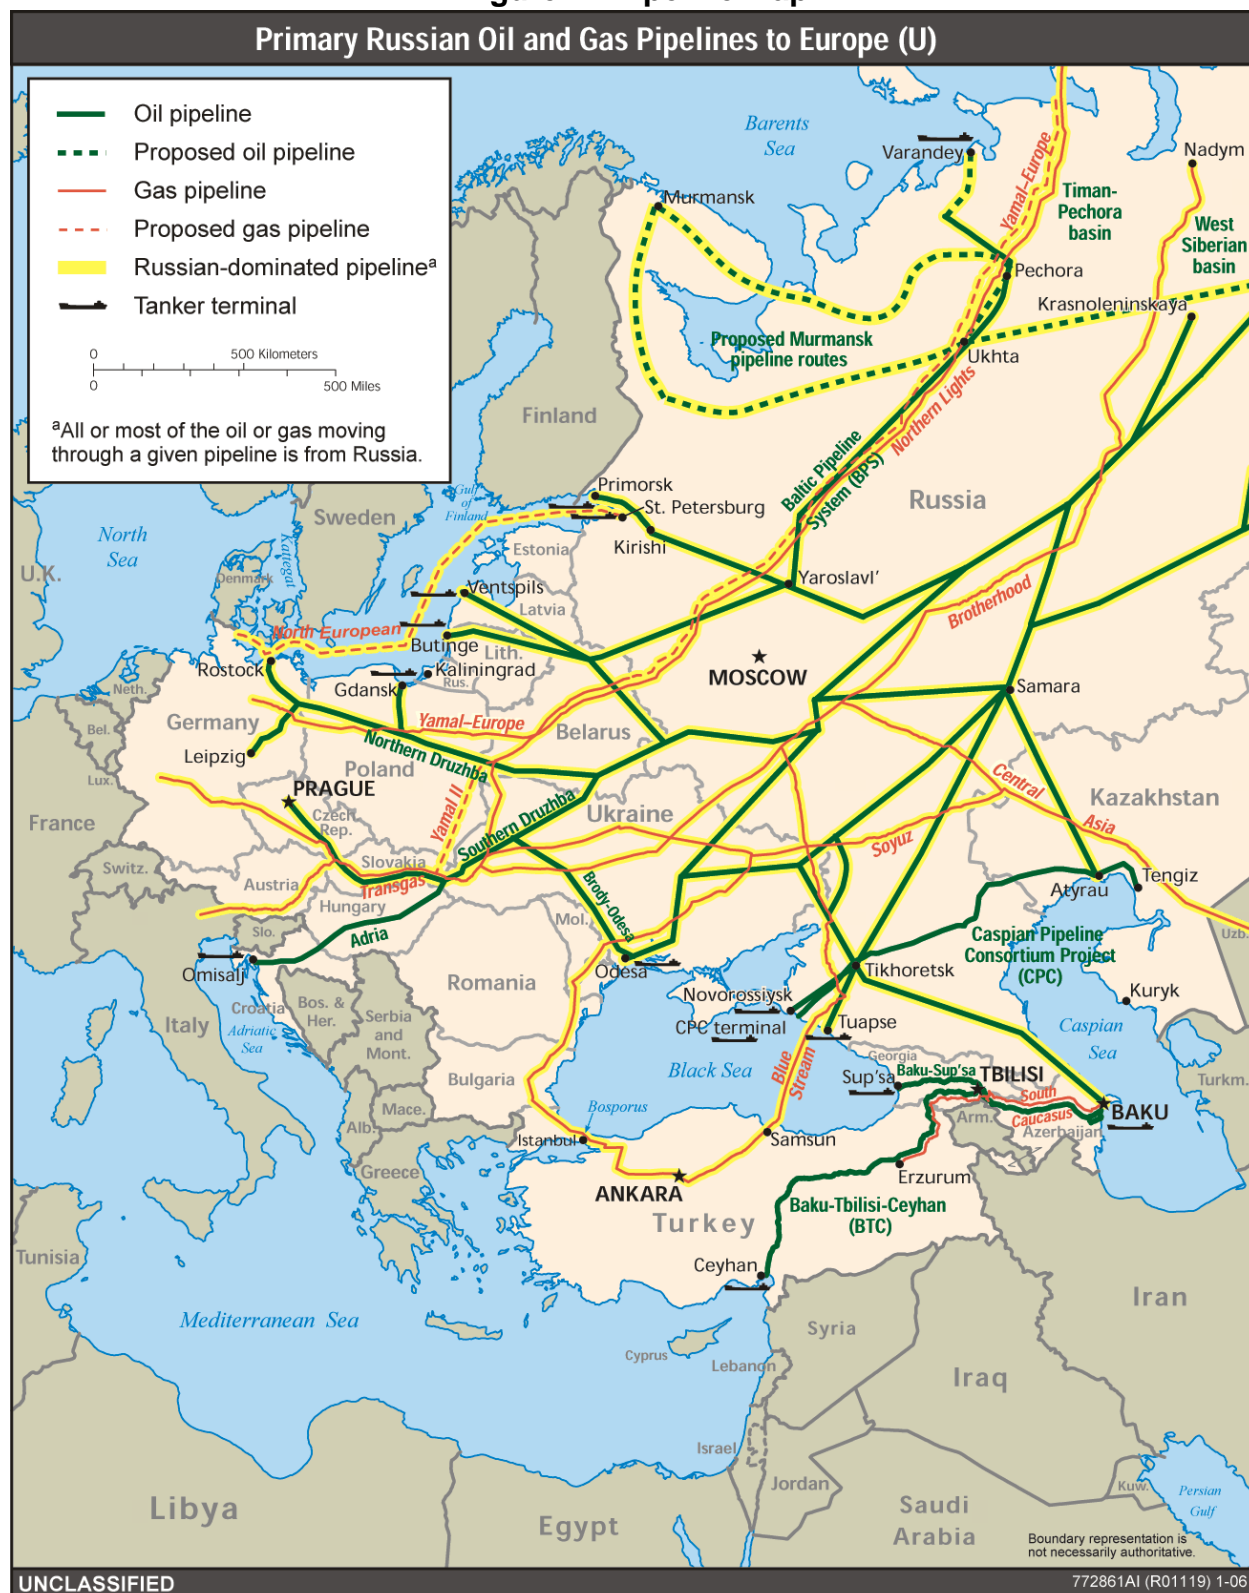 Primary Russian Oil and Gas Pipelines to Europe (U)
Oil pipeline
Proposed oil pipeline
Gas pipeline
Proposed gas pipeline
Russian-dominated pipelineª
Tanker terminal
0 500 Kilometers
0 500 Miles
ªAll or most of the oil or gas moving
through a given pipeline is from Russia.
Barents
Sea
Varandey
Nadym
Murmansk
Yamal-Europe
Timan-
Pechora
basin
West
Siberian
basin
Pechora
Krasnoleninskaya
Proposed Murmansk
pipeline routes
Ukhta
Northern Lights
Finland
Baltic Pipeline
System (BPS)
Russia
Primorsk
St. Petersburg
Gulf
of
Finland
Kirishi
Sweden
North
Sea
Kattegat
Estonia
U.K.
Denmark
Yaroslavl'
Ventspils
Latvia
Brotherhood
North European
Butinge
Lith.
MOSCOW
Rostock
Kaliningrad
Rus.
Gdansk
Samara
Neth.
Germany
Yamal-Europe
Belarus
Bel.
Leipzig
Northern Druzhba
Poland
Lux.
PRAGUE
Central
Asia
Kazakhstan
Czech
Rep.
Yamal II
Southern Druzhba
Ukraine
France
Soyuz
Switz.
Slovakia
Austria
Transgas
Brody-Odesa
Atyrau
Tengiz
Hungary
Mol.
Slo.
Adria
Caspian Pipeline
Consortium Project
(CPC)
Uzb.
Omisalj
Odesa
Tikhoretsk
Romania
Novorossiysk
Kuryk
Croatia
Bos. &
Her.
Italy
Adriatic
Sea
Serbia
and
Mont.
CPC terminal
Tuapse
Caspian
Sea
Georgia
Black Sea
Blue
Stream
Baku-Sup'sa
TBILISI
Sup'sa
Bulgaria
Turkm.
South
Caucasus
Mace.
Bosporus
Arm.
BAKU
Azerbaijan
Alb.
Istanbul
Samsun
Greece
Erzurum
ANKARA
Turkey
Baku-Tbilisi-Ceyhan
(BTC)
Tunisia
Ceyhan
Iran
Mediterranean Sea
Syria
Cyprus
Lebanon
Iraq
Israel
Jordan
Kuw.
Persian
Gulf
Libya
Egypt
Saudi
Arabia
Boundary representation is
not necessarily authoritative.
UNCLASSIFIED
772861AI (R01119) 1-06